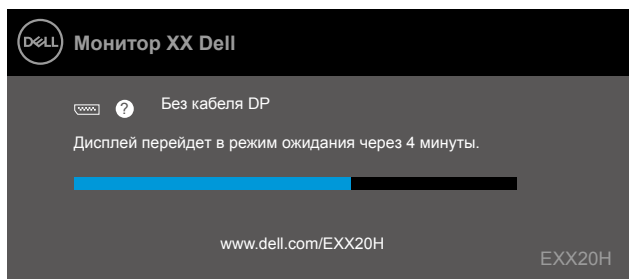 DELL
Монитор XX Dell
? Без кабеля DP
Дисплей перейдет в режим ожидания через 4 минуты.
www.dell.com/EXX20H
EXX20H